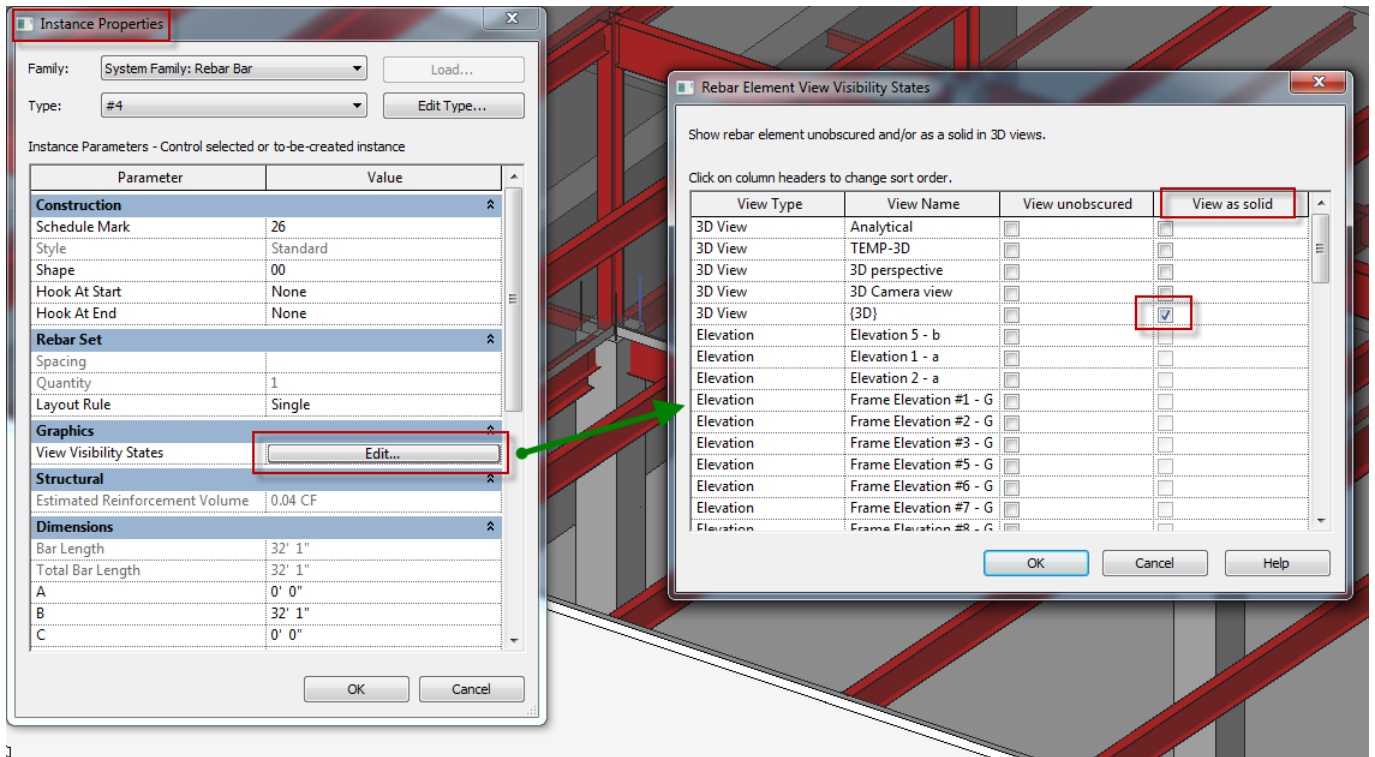 Instance Properties
Family: System Family: Rebar Bar Load...
Type: #4 Edit Type...
Instance Parameters - Control selected or to-be-created instance
Parameter Value
Construction
Schedule Mark 26
Style Standard
Shape 00
Hook At Start None
Hook At End None
Rebar Set
Spacing
Quantity 1
Layout Rule Single
Graphics
View Visibility States Edit...
Structural
Estimated Reinforcement Volume 0.04 CF
Dimensions
Bar Length 32' 1"
Total Bar Length 32' 1"
A 0' 0"
B 32' 1"
C 0' 0"
OK Cancel
Rebar Element View Visibility States
Show rebar element unobscured and/or as a solid in 3D views.
Click on column headers to change sort order.
View Type View Name View unobscured View as solid
3D View Analytical
3D View TEMP-3D
3D View 3D perspective
3D View 3D Camera view
3D View {3D}
Elevation Elevation 5 - b
Elevation Elevation 1 - a
Elevation Elevation 2 - a
Elevation Frame Elevation #1 - G
Elevation Frame Elevation #2 - G
Elevation Frame Elevation #3 - G
Elevation Frame Elevation #5 - G
Elevation Frame Elevation #6 - G
Elevation Frame Elevation #7 - G
Elevation Frame Elevation #8 - G
OK Cancel Help